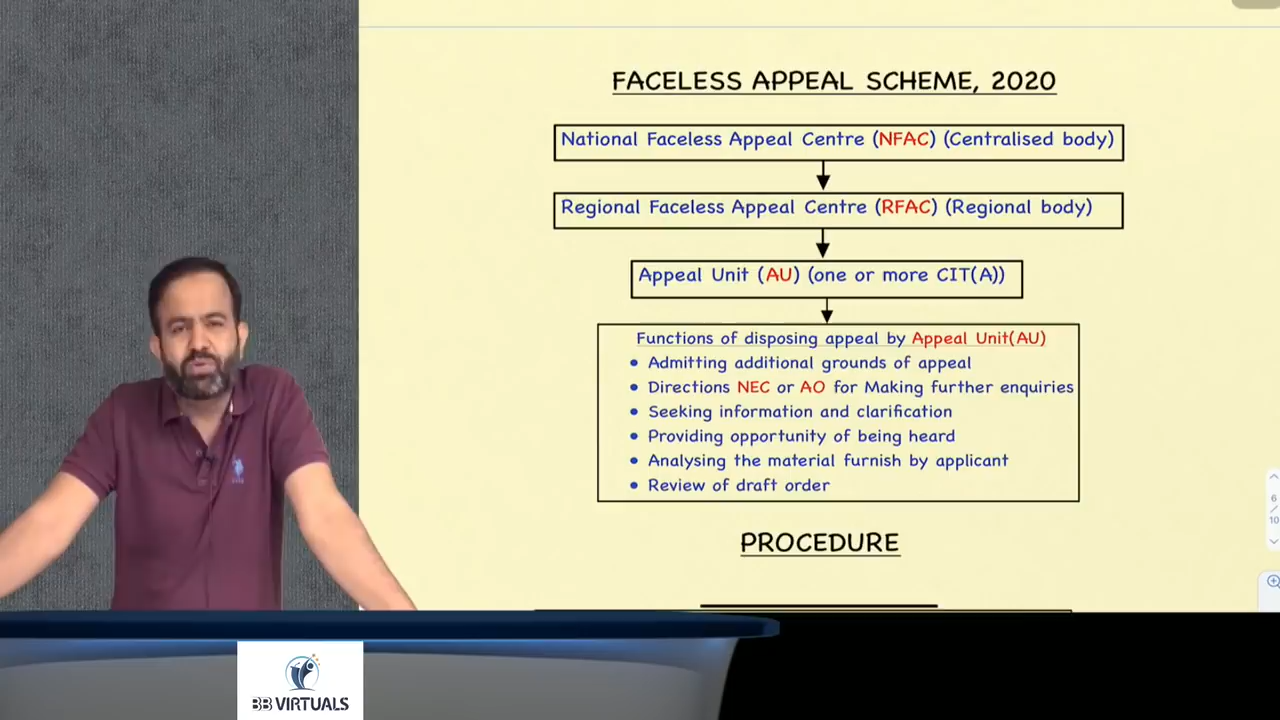 FACELESS APPEAL SCHEME, 2020
National Faceless Appeal Centre (NFAC) (Centralised body)
Regional Faceless Appeal Centre (RFAC) (Regional body)
Appeal Unit (AU) (one or more CIT(A))
Functions of disposing appeal by Appeal Unit(AU)
• Admitting additional grounds of appeal
• Directions NEC or AO for Making further enquiries
• Seeking information and clarification
• Providing opportunity of being heard
• Analysing the material furnish by applicant
• Review of draft order
PROCEDURE
6
/
10
BB VIRTUALS